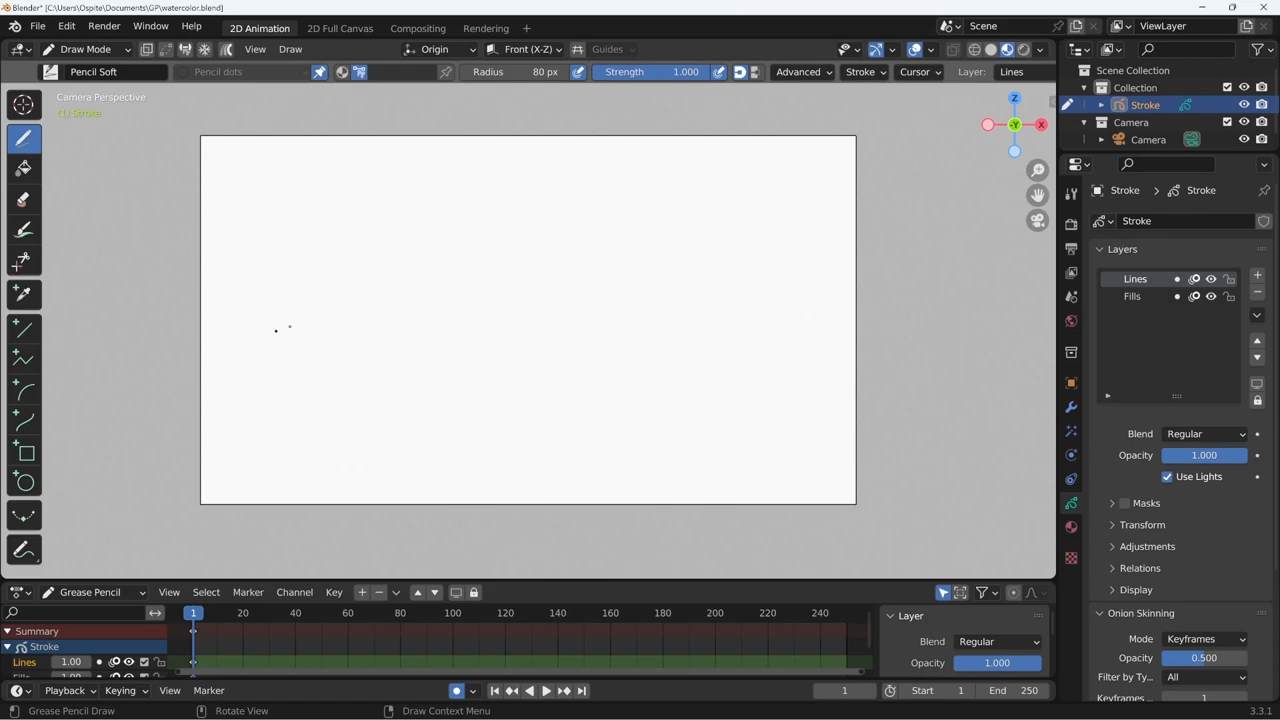 Blender* [C:\Users\Ospite\Documents\GP\watercolor.blend]
File Edit Render Window Help 2D Animation 2D Full Canvas Compositing Rendering + Scene ViewLayer
Draw Mode View Draw Origin Front (X-Z) Guides
Pencil Soft Pencil dots Radius 80 px Strength 1.000 Advanced Stroke Cursor Layer: Lines
Camera Perspective
(1) Stroke
Z
-Y X
Scene Collection
Collection
Stroke
Camera
Camera
Stroke > Stroke
Stroke
Layers
Lines
Fills
Blend Regular
Opacity 1.000
Use Lights
Masks
Transform
Adjustments
Relations
Display
Onion Skinning
Mode Keyframes
Opacity 0.500
Filter by Ty... All
Keyframes 1
Grease Pencil View Select Marker Channel Key
1 20 40 60 80 100 120 140 160 180 200 220 240
Summary
Stroke
Lines 1.00
Layer
Blend Regular
Opacity 1.000
Playback Keying View Marker 1 Start 1 End 250
Grease Pencil Draw Rotate View Draw Context Menu 3.3.1